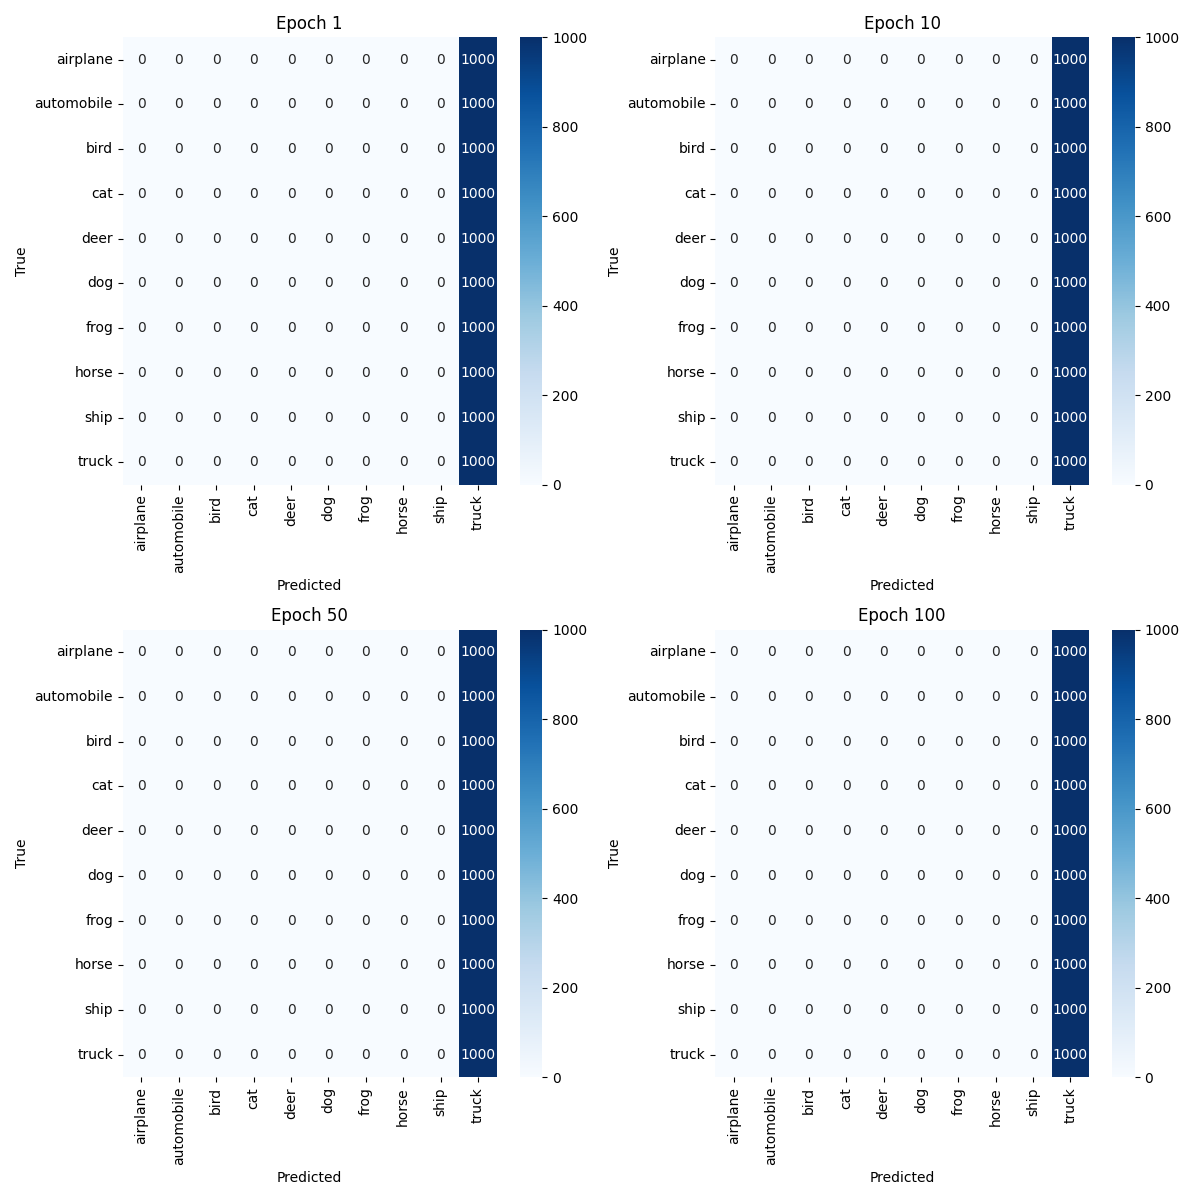 Epoch 1
airplane 0 0 0 0 0 0 0 0 0 1000
automobile 0 0 0 0 0 0 0 0 0 1000
bird 0 0 0 0 0 0 0 0 0 1000
cat 0 0 0 0 0 0 0 0 0 1000
deer 0 0 0 0 0 0 0 0 0 1000
dog 0 0 0 0 0 0 0 0 0 1000
frog 0 0 0 0 0 0 0 0 0 1000
horse 0 0 0 0 0 0 0 0 0 1000
ship 0 0 0 0 0 0 0 0 0 1000
truck 0 0 0 0 0 0 0 0 0 1000
True
airplane automobile bird cat deer dog frog horse ship truck
Predicted
1000
800
600
400
200
0
Epoch 10
airplane 0 0 0 0 0 0 0 0 0 1000
automobile 0 0 0 0 0 0 0 0 0 1000
bird 0 0 0 0 0 0 0 0 0 1000
cat 0 0 0 0 0 0 0 0 0 1000
deer 0 0 0 0 0 0 0 0 0 1000
dog 0 0 0 0 0 0 0 0 0 1000
frog 0 0 0 0 0 0 0 0 0 1000
horse 0 0 0 0 0 0 0 0 0 1000
ship 0 0 0 0 0 0 0 0 0 1000
truck 0 0 0 0 0 0 0 0 0 1000
True
airplane automobile bird cat deer dog frog horse ship truck
Predicted
1000
800
600
400
200
0
Epoch 50
airplane 0 0 0 0 0 0 0 0 0 1000
automobile 0 0 0 0 0 0 0 0 0 1000
bird 0 0 0 0 0 0 0 0 0 1000
cat 0 0 0 0 0 0 0 0 0 1000
deer 0 0 0 0 0 0 0 0 0 1000
dog 0 0 0 0 0 0 0 0 0 1000
frog 0 0 0 0 0 0 0 0 0 1000
horse 0 0 0 0 0 0 0 0 0 1000
ship 0 0 0 0 0 0 0 0 0 1000
truck 0 0 0 0 0 0 0 0 0 1000
True
airplane automobile bird cat deer dog frog horse ship truck
Predicted
1000
800
600
400
200
0
Epoch 100
airplane 0 0 0 0 0 0 0 0 0 1000
automobile 0 0 0 0 0 0 0 0 0 1000
bird 0 0 0 0 0 0 0 0 0 1000
cat 0 0 0 0 0 0 0 0 0 1000
deer 0 0 0 0 0 0 0 0 0 1000
dog 0 0 0 0 0 0 0 0 0 1000
frog 0 0 0 0 0 0 0 0 0 1000
horse 0 0 0 0 0 0 0 0 0 1000
ship 0 0 0 0 0 0 0 0 0 1000
truck 0 0 0 0 0 0 0 0 0 1000
True
airplane automobile bird cat deer dog frog horse ship truck
Predicted
1000
800
600
400
200
0